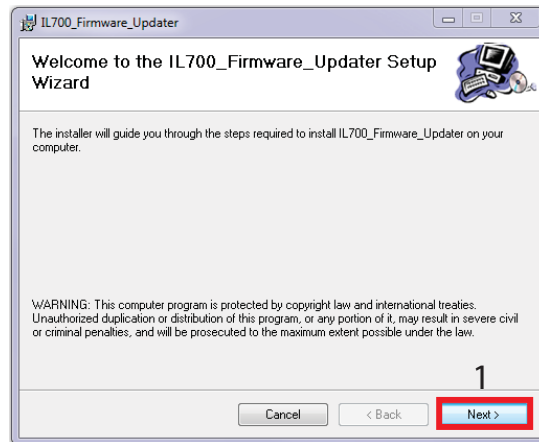 IL700_Firmware_Updater
Welcome to the IL700_Firmware_Updater Setup
Wizard
The installer will guide you through the steps required to install IL700_Firmware_Updater on your
computer.
WARNING: This computer program is protected by copyright law and international treaties.
Unauthorized duplication or distribution of this program, or any portion of it, may result in severe civil
or criminal penalties, and will be prosecuted to the maximum extent possible under the law.
1
Cancel
< Back
Next >